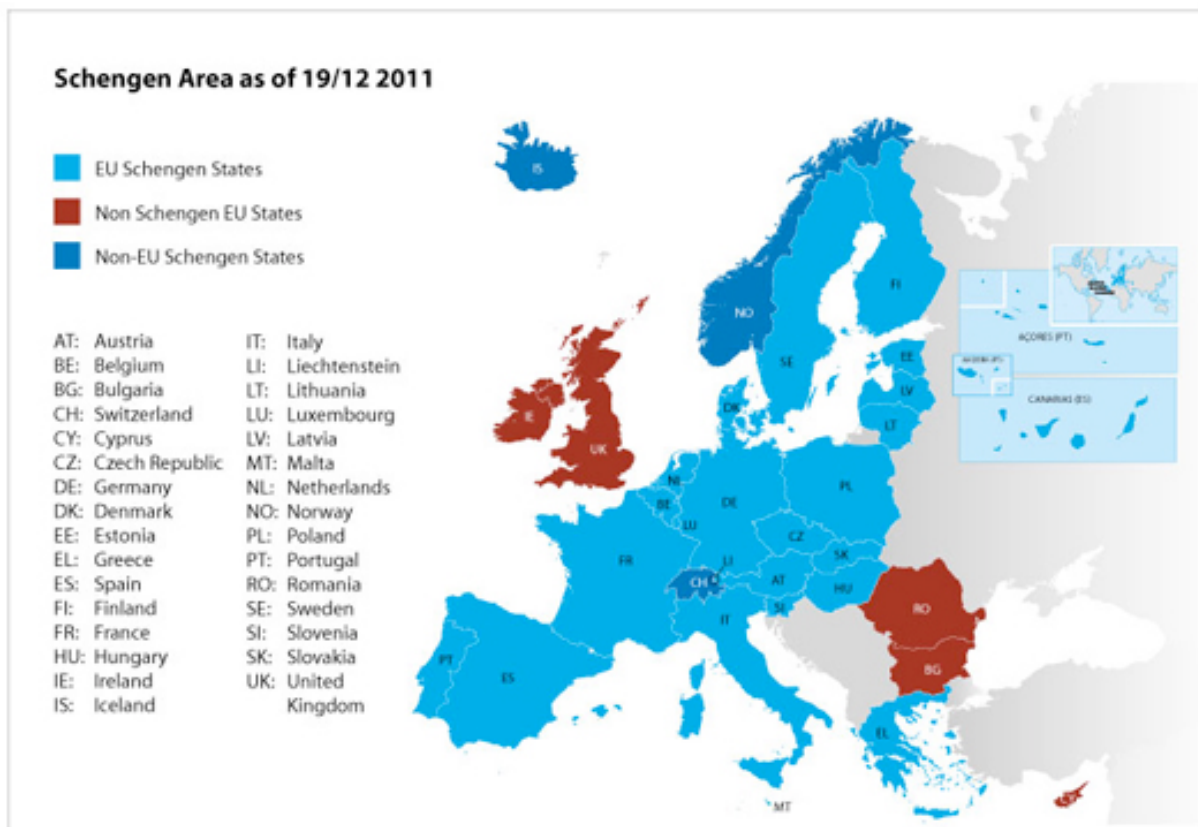 Schengen Area as of 19/12 2011
EU Schengen States
Non Schengen EU States
Non-EU Schengen States
AT: Austria
BE: Belgium
BG: Bulgaria
CH: Switzerland
CY: Cyprus
CZ: Czech Republic
DE: Germany
DK: Denmark
EE: Estonia
EL: Greece
ES: Spain
FI: Finland
FR: France
HU: Hungary
IE: Ireland
IS: Iceland
IT: Italy
LI: Liechtenstein
LT: Lithuania
LU: Luxembourg
LV: Latvia
MT: Malta
NL: Netherlands
NO: Norway
PL: Poland
PT: Portugal
RO: Romania
SE: Sweden
SI: Slovenia
SK: Slovakia
UK: United
Kingdom
IS
FI
NO
SE
AÇORES (PT)
CANARIAS (ES)
EE
LV
LT
DK
IE
UK
NL
BE
DE
PL
LU
CZ
SK
FR
LI
CH
AT
HU
SI
IT
RO
BG
PT
ES
EL
MT